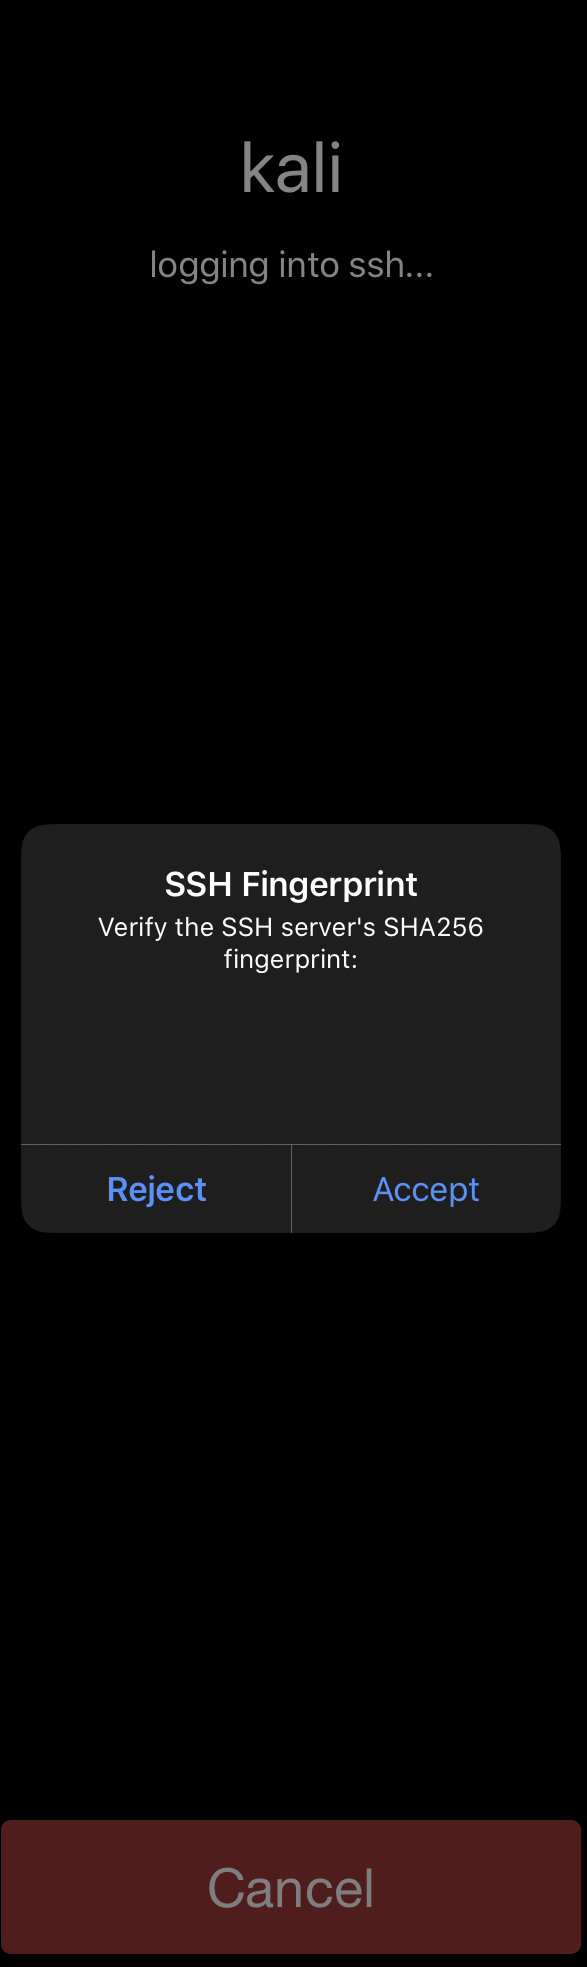 kali
logging into ssh...
SSH Fingerprint
Verify the SSH server's SHA256
fingerprint:
Reject
Accept
Cancel